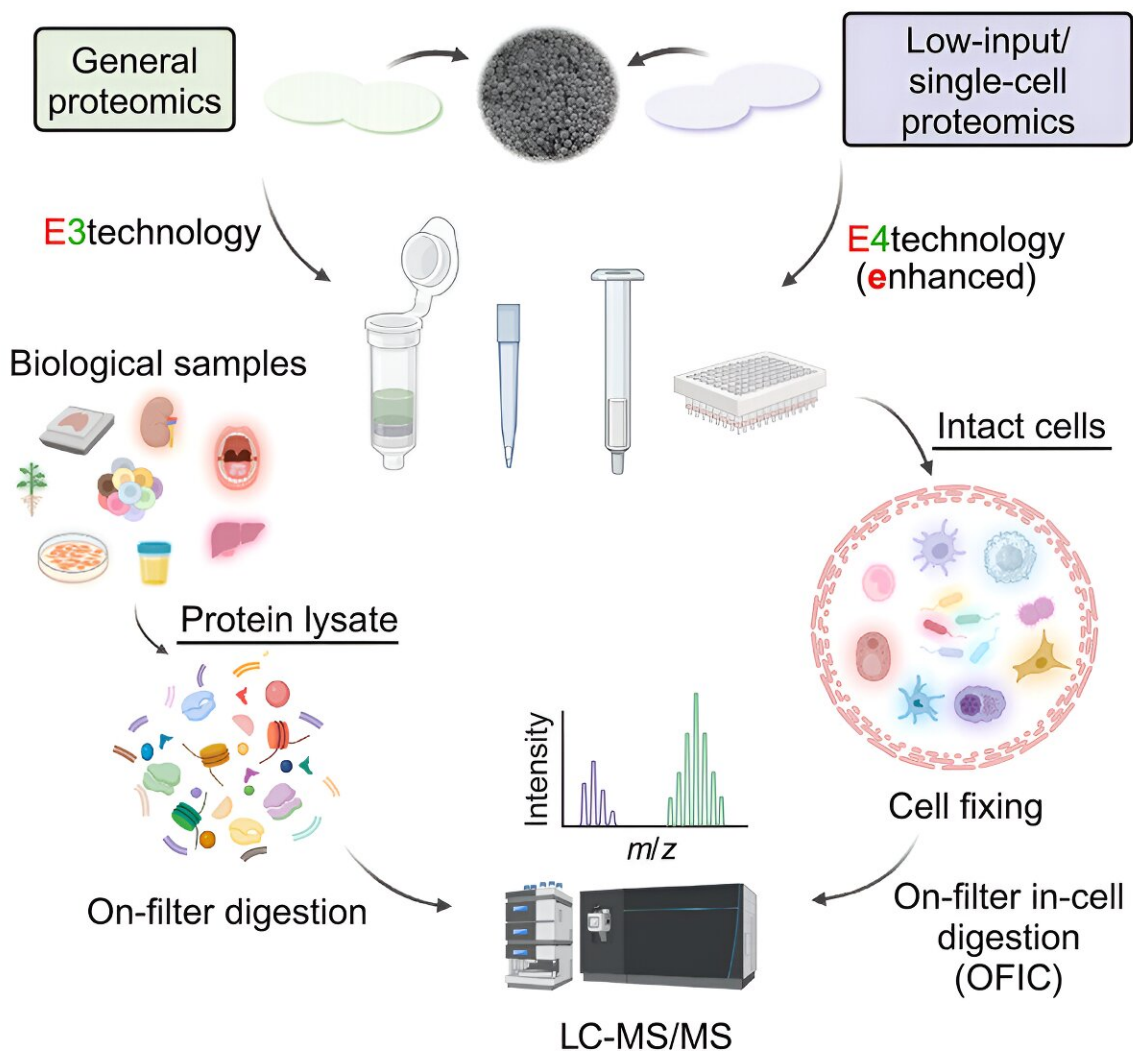 General
proteomics
Low-input/
single-cell
proteomics
E3technology
E4technology
(enhanced)
Biological samples
Intact cells
Protein lysate
Intensity
m/z
Cell fixing
On-filter digestion
On-filter in-cell
digestion
(OFIC)
LC-MS/MS